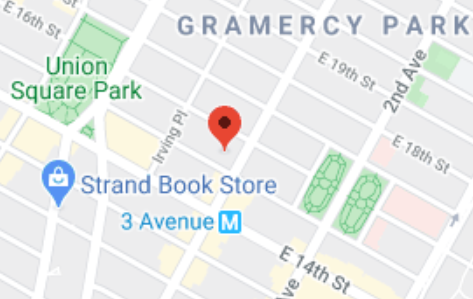 E 16th St
GRAMERCY PARK
Union
Square Park
E 19th St
2nd Ave
Irving Pl
E 18th St
Strand Book Store
3 Avenue M
E 14th St
Ave